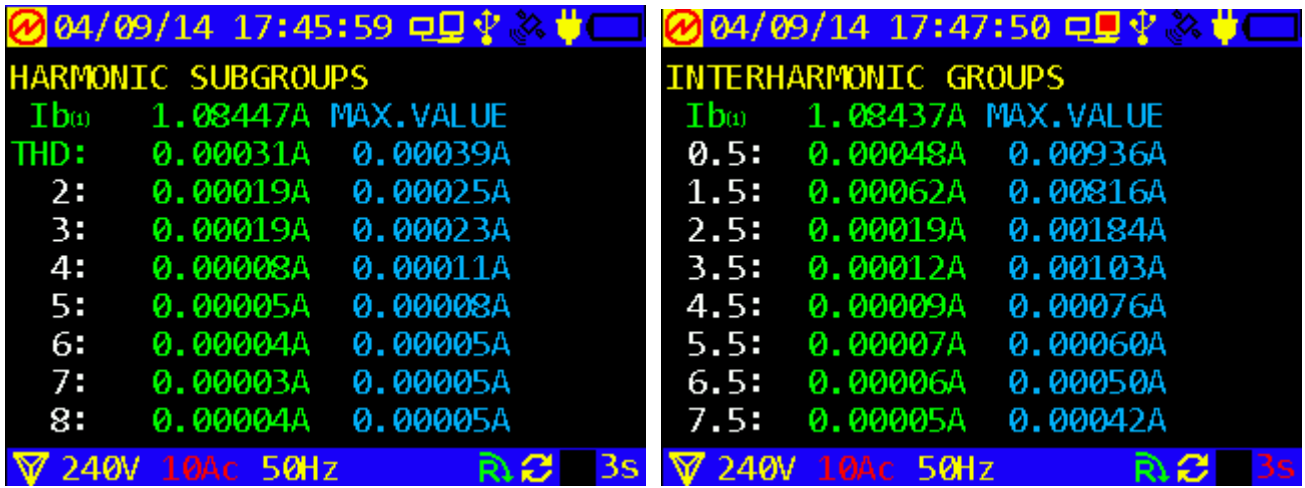 04/09/14 17:45:59
HARMONIC SUBGROUPS
Ib(1) 1.08447A MAX.VALUE
THD: 0.00031A 0.00039A
2: 0.00019A 0.00025A
3: 0.00019A 0.00023A
4: 0.00008A 0.00011A
5: 0.00005A 0.00008A
6: 0.00004A 0.00005A
7: 0.00003A 0.00005A
8: 0.00004A 0.00005A
240V 10Ac 50Hz R 3s
04/09/14 17:47:50
INTERHARMONIC GROUPS
Ib(1) 1.08437A MAX.VALUE
0.5: 0.00048A 0.00936A
1.5: 0.00062A 0.00816A
2.5: 0.00019A 0.00184A
3.5: 0.00012A 0.00103A
4.5: 0.00009A 0.00076A
5.5: 0.00007A 0.00060A
6.5: 0.00006A 0.00050A
7.5: 0.00005A 0.00042A
240V 10Ac 50Hz R 3s